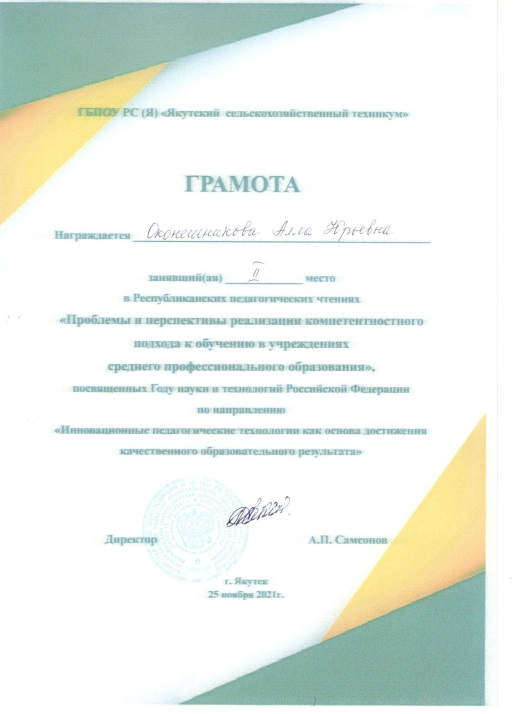 ГБПОУ РС (Я) «Якутский сельскохозяйственный техникум»
ГРАМОТА
Награждается Оконешникова Алла Юрьевна
занявший(ая) II место
в Республиканских педагогических чтениях
«Проблемы и перспективы реализации компетентностного
подхода к обучению в учреждениях
среднего профессионального образования»,
посвященных Году науки и технологий Российской Федерации
по направлению
«Инновационные педагогические технологии как основа достижения
качественного образовательного результата»
Директор А.П. Самсонов
г. Якутск
25 ноября 2021г.